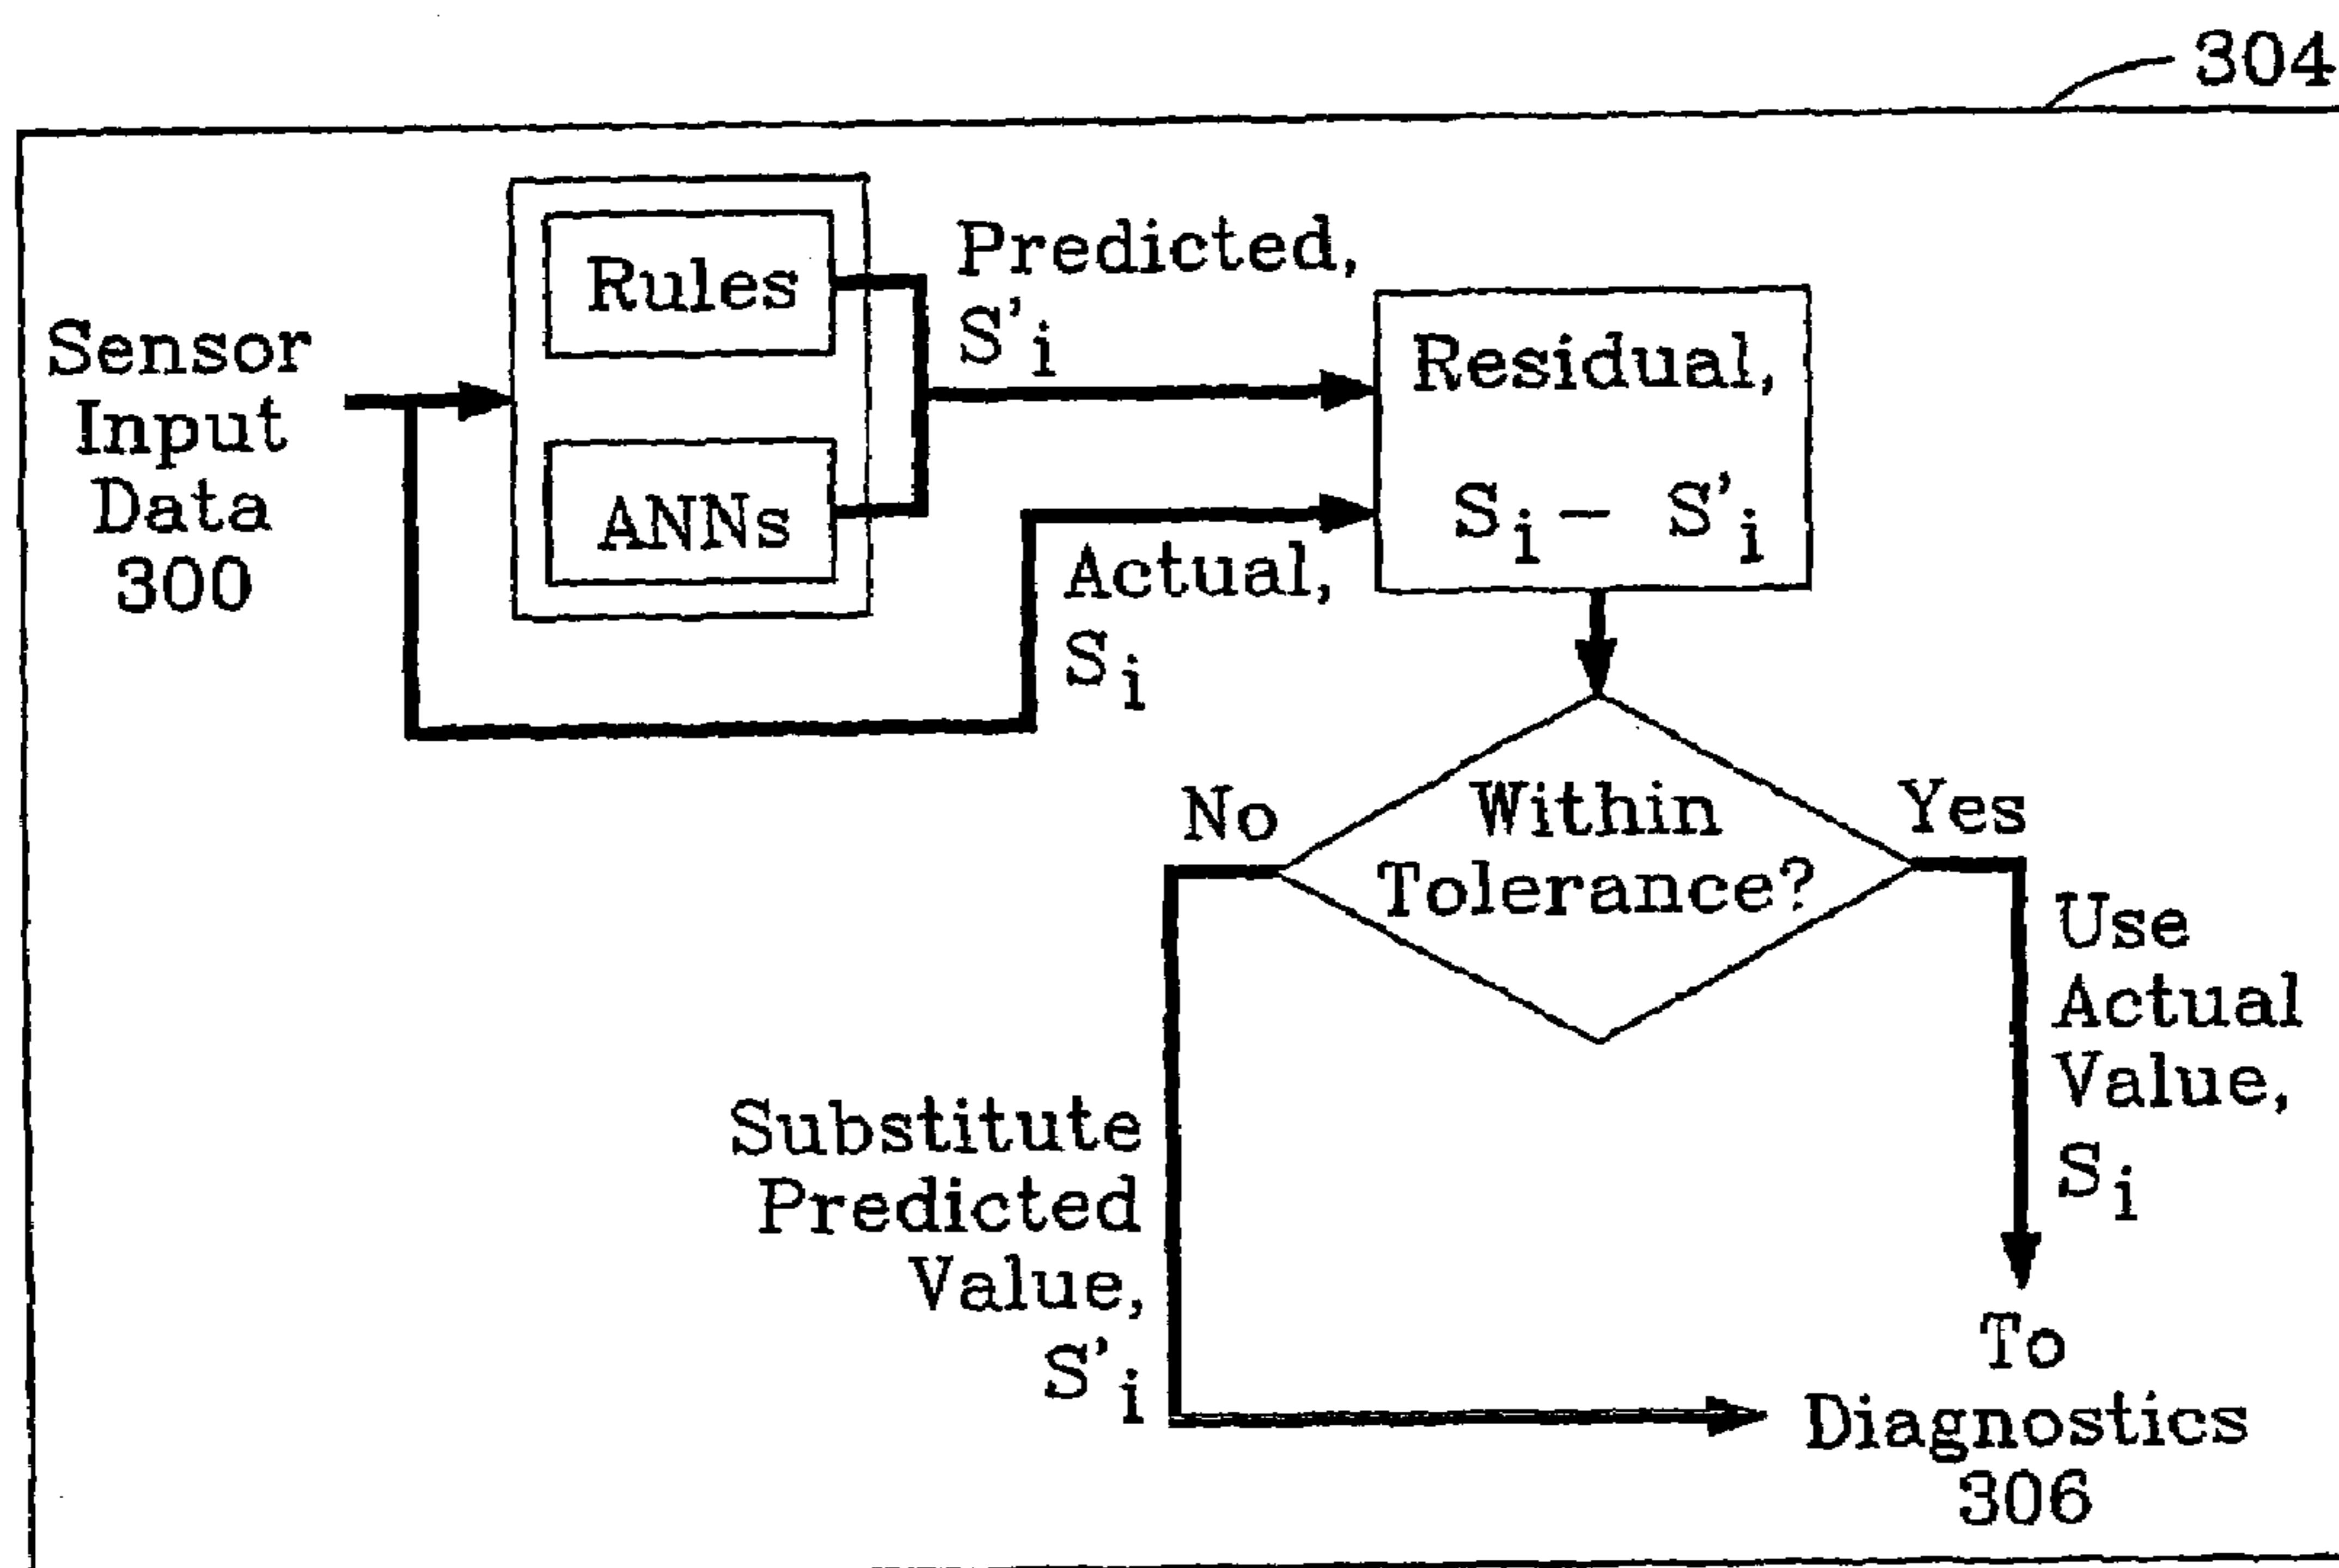 304
Sensor
Input
Data
300
Rules
ANNs
Predicted,
S'i
Actual,
Si
Residual,
Si - S'i
Within
Tolerance?
No
Yes
Substitute
Predicted
Value,
S'i
Use
Actual
Value,
Si
To
Diagnostics
306